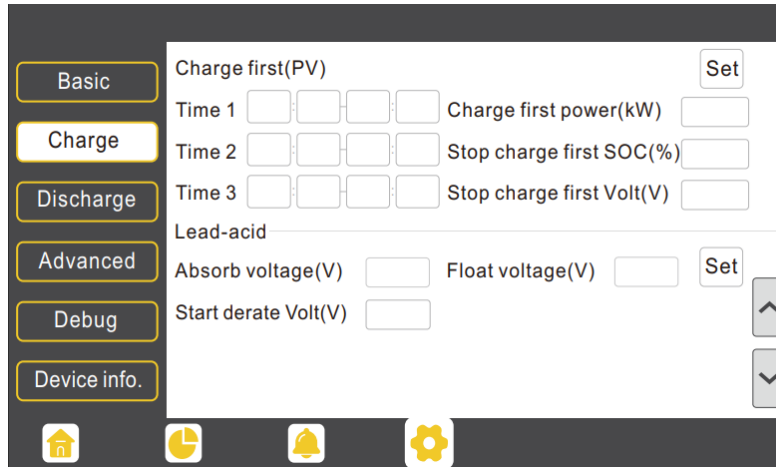 Basic
Charge
Discharge
Advanced
Debug
Device info.
Charge first(PV)
Set
Time 1 : - : Charge first power(kW)
Time 2 : - : Stop charge first SOC(%)
Time 3 : - : Stop charge first Volt(V)
Lead-acid
Absorb voltage(V) Float voltage(V) Set
Start derate Volt(V)